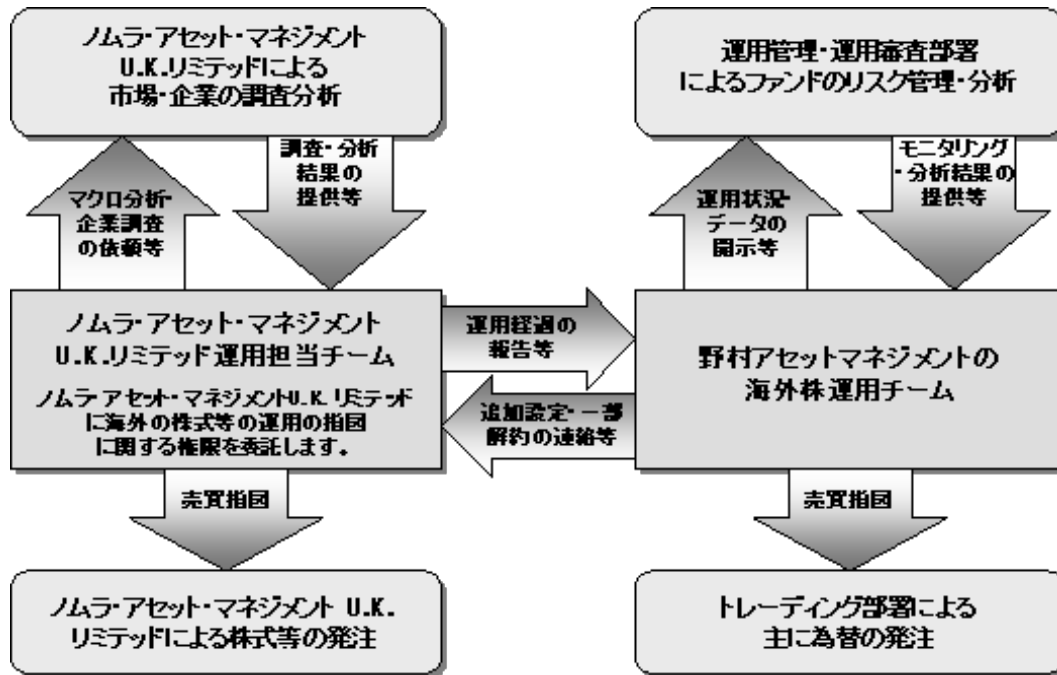 ノムラ・アセット・マネジメント
U.K.リミテッドによる
市場・企業の調査分析
運用管理・運用審査部署
によるファンドのリスク管理・分析
マクロ分析・
企業調査
の依頼等
調査・分析
結果の
提供等
運用状況・
データの
開示等
モニタリング
・分析結果の
提供等
ノムラ・アセット・マネジメント
U.K.リミテッド運用担当チーム
ノムラ・アセット・マネジメントU.K.リミテッド
に海外の株式等の運用の指図
に関する権限を委託します。
運用経過の
報告等
追加設定・一部
解約の連絡等
野村アセットマネジメントの
海外株運用チーム
売買指図
売買指図
ノムラ・アセット・マネジメント U.K.
リミテッドによる株式等の発注
トレーディング部署による
主に為替の発注